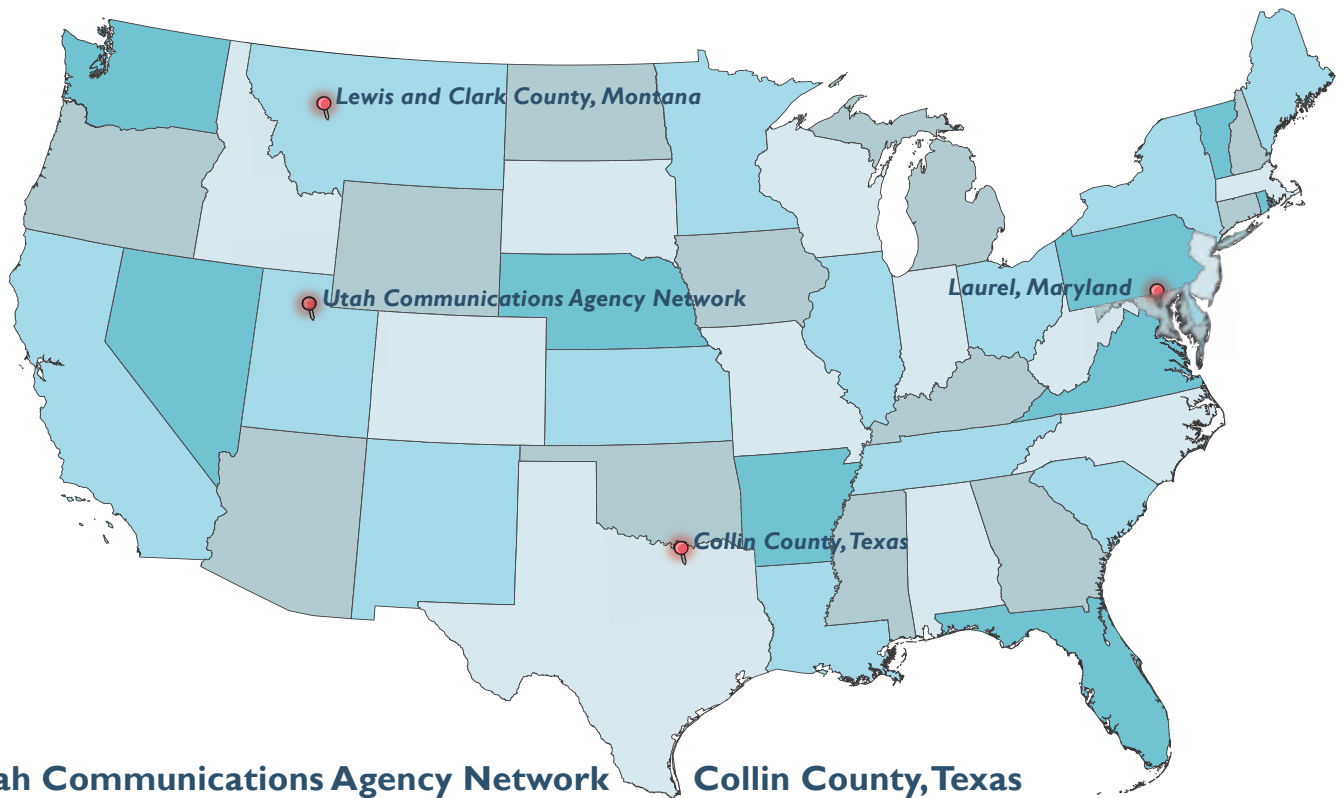 Lewis and Clark County, Montana
Utah Communications Agency Network
Laurel, Maryland
Collin County, Texas
ah Communications Agency Network
Collin County, Texas